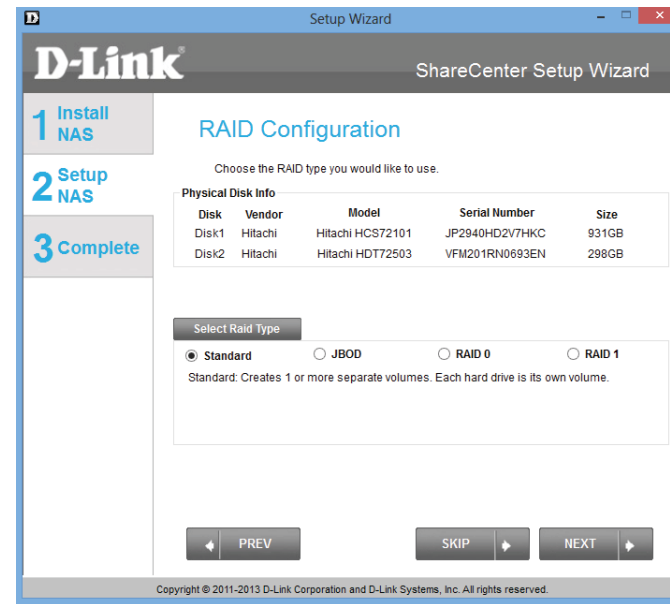 Setup Wizard
D-Link
ShareCenter Setup Wizard
1 Install NAS
2 Setup NAS
3 Complete
RAID Configuration
Choose the RAID type you would like to use.
Physical Disk Info
Disk Vendor Model Serial Number Size
Disk1 Hitachi Hitachi HCS72101 JP2940HD2V7HKC 931GB
Disk2 Hitachi Hitachi HDT72503 VFM201RN0693EN 298GB
Select Raid Type
Standard JBOD RAID 0 RAID 1
Standard: Creates 1 or more separate volumes. Each hard drive is its own volume.
PREV SKIP NEXT
Copyright © 2011-2013 D-Link Corporation and D-Link Systems, Inc. All rights reserved.